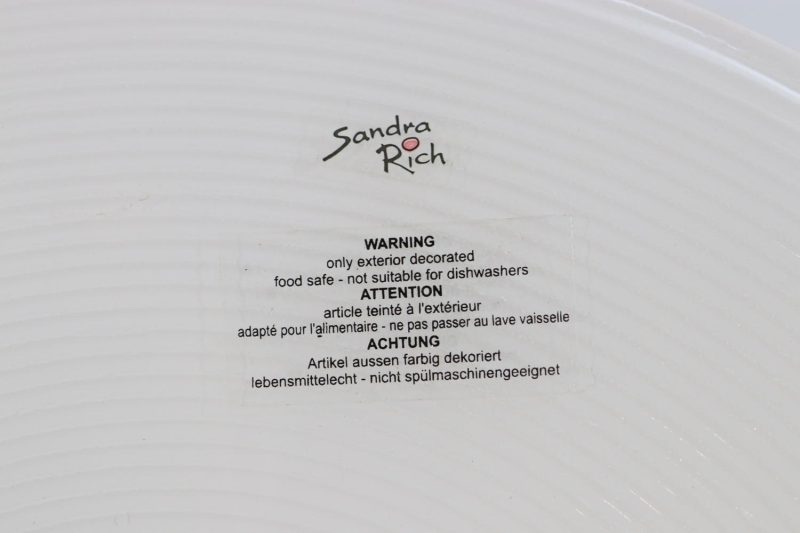 Sandra
Rich
WARNING
only exterior decorated
food safe - not suitable for dishwashers
ATTENTION
article teinté à l'extérieur
adapté pour l'alimentaire - ne pas passer au lave vaisselle
ACHTUNG
Artikel aussen farbig dekoriert
lebensmittelecht - nicht spülmaschinengeeignet